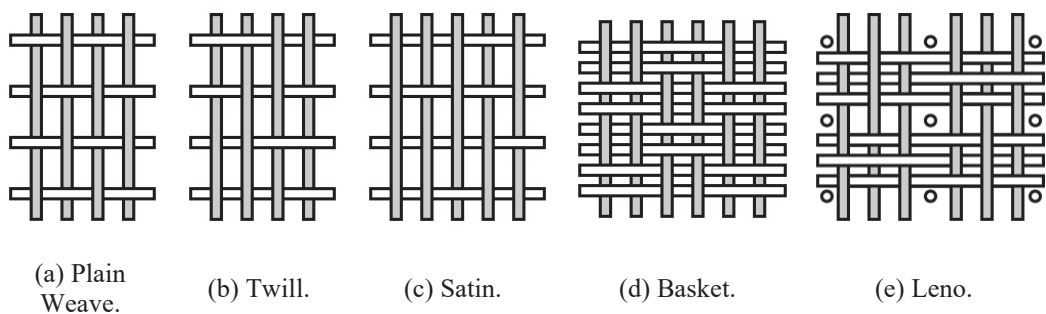 (a) Plain
Weave.
(b) Twill.
(c) Satin.
(d) Basket.
(e) Leno.